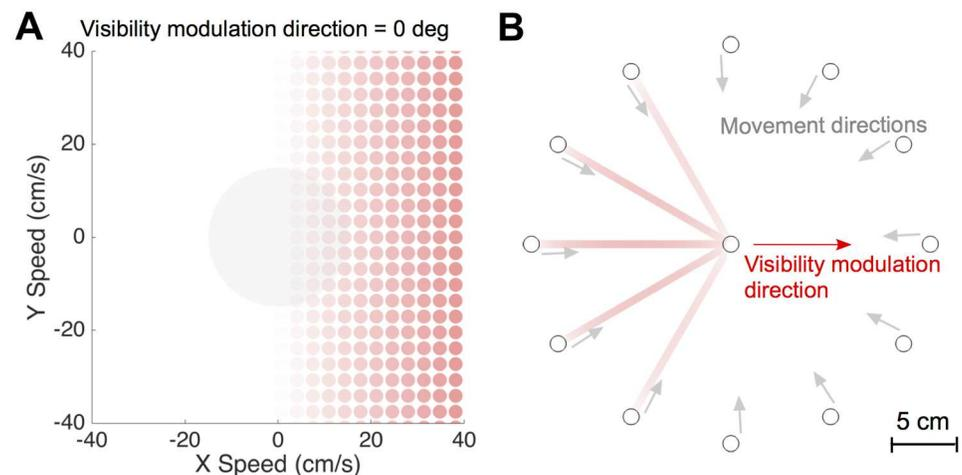 A
Visibility modulation direction = 0 deg
40
20
0
-20
-40
Y Speed (cm/s)
-40
-20
0
20
40
X Speed (cm/s)
B
Movement directions
Visibility modulation
direction
5 cm